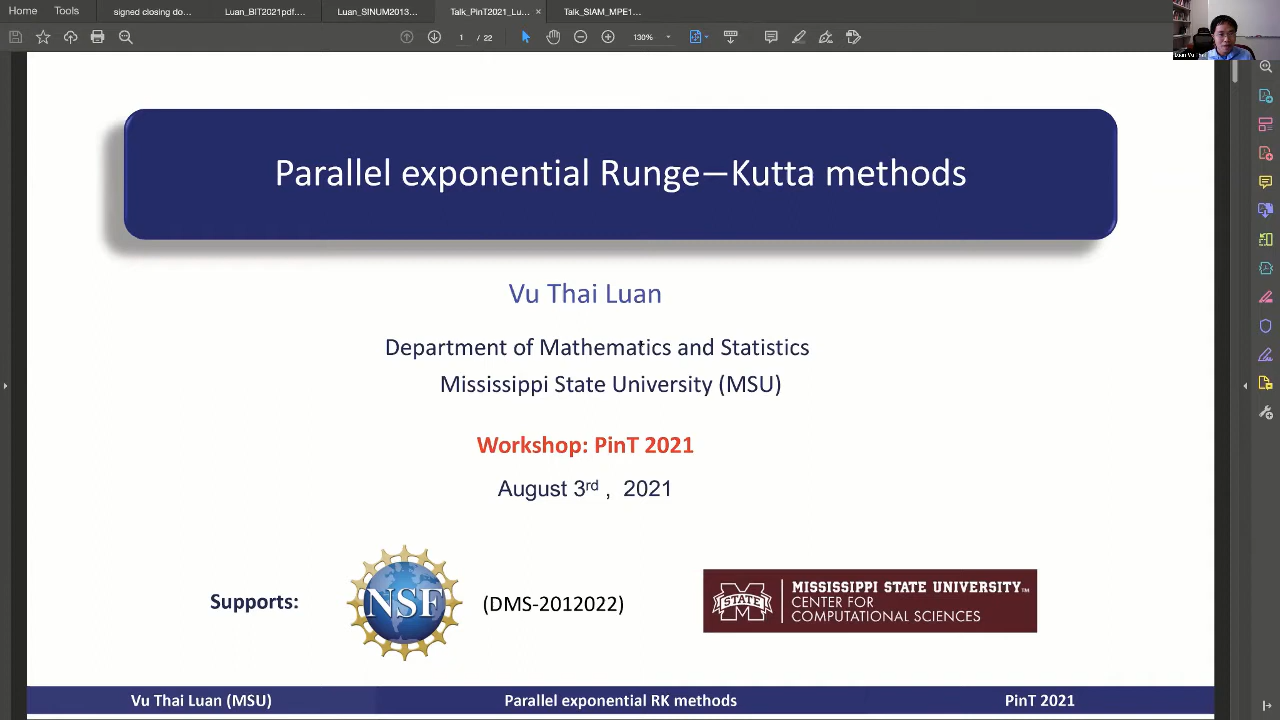 Home Tools signed closing do... Luan_BIT2021pdf.... Luan_SINUM2013... Talk_PinT2021_Lu... × Talk_SIAM_MPE1...
1 / 22 130%
Parallel exponential Runge–Kutta methods
Vu Thai Luan
Department of Mathematics and Statistics
Mississippi State University (MSU)
Workshop: PinT 2021
August 3rd , 2021
Supports:
NSF
(DMS-2012022)
STATE
MISSISSIPPI STATE UNIVERSITY™
CENTER FOR
COMPUTATIONAL SCIENCES
Vu Thai Luan (MSU) Parallel exponential RK methods PinT 2021